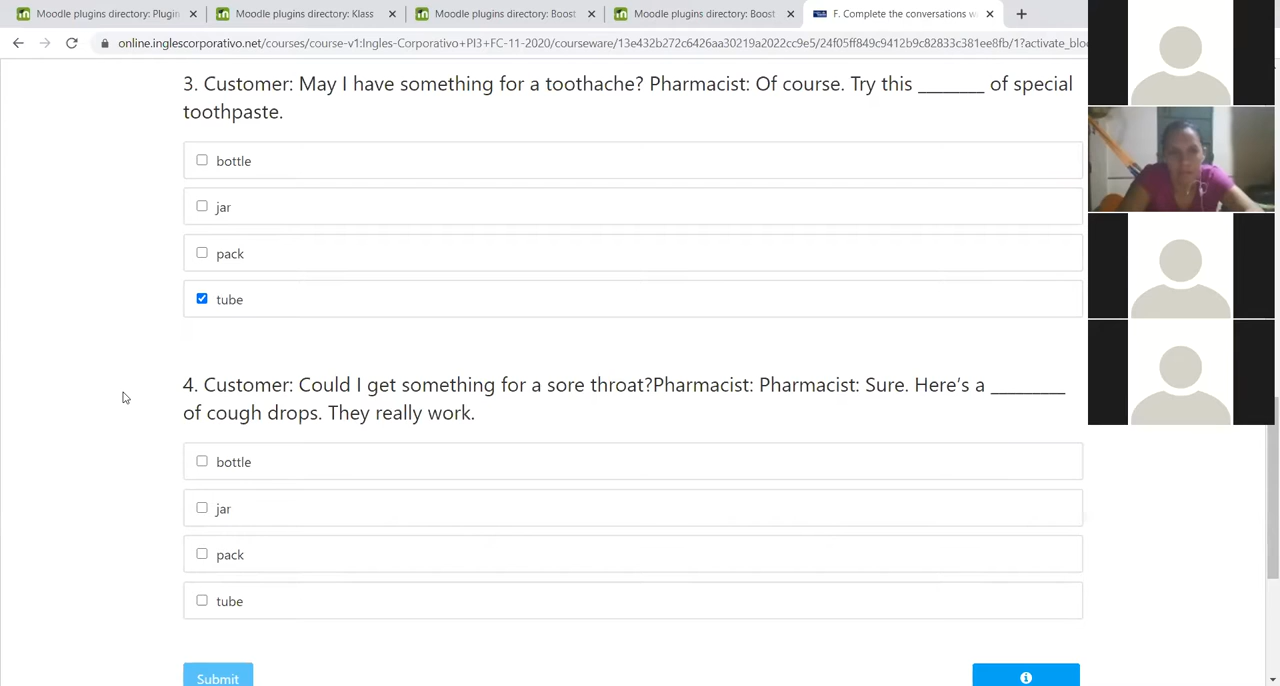 Moodle plugins directory: Plugin
Moodle plugins directory: Klass
Moodle plugins directory: Boost
Moodle plugins directory: Boost
F. Complete the conversations w
online.inglescorporativo.net/courses/course-v1:Ingles-Corporativo+PI3+FC-11-2020/courseware/13e432b272c6426aa30219a2022cc9e5/24f05ff849c9412b9c82833c381ee8fb/1?activate_blo
3. Customer: May I have something for a toothache? Pharmacist: Of course. Try this ________ of special
toothpaste.
bottle
jar
pack
tube
4. Customer: Could I get something for a sore throat?Pharmacist: Pharmacist: Sure. Here's a _________
of cough drops. They really work.
bottle
jar
pack
tube
Submit